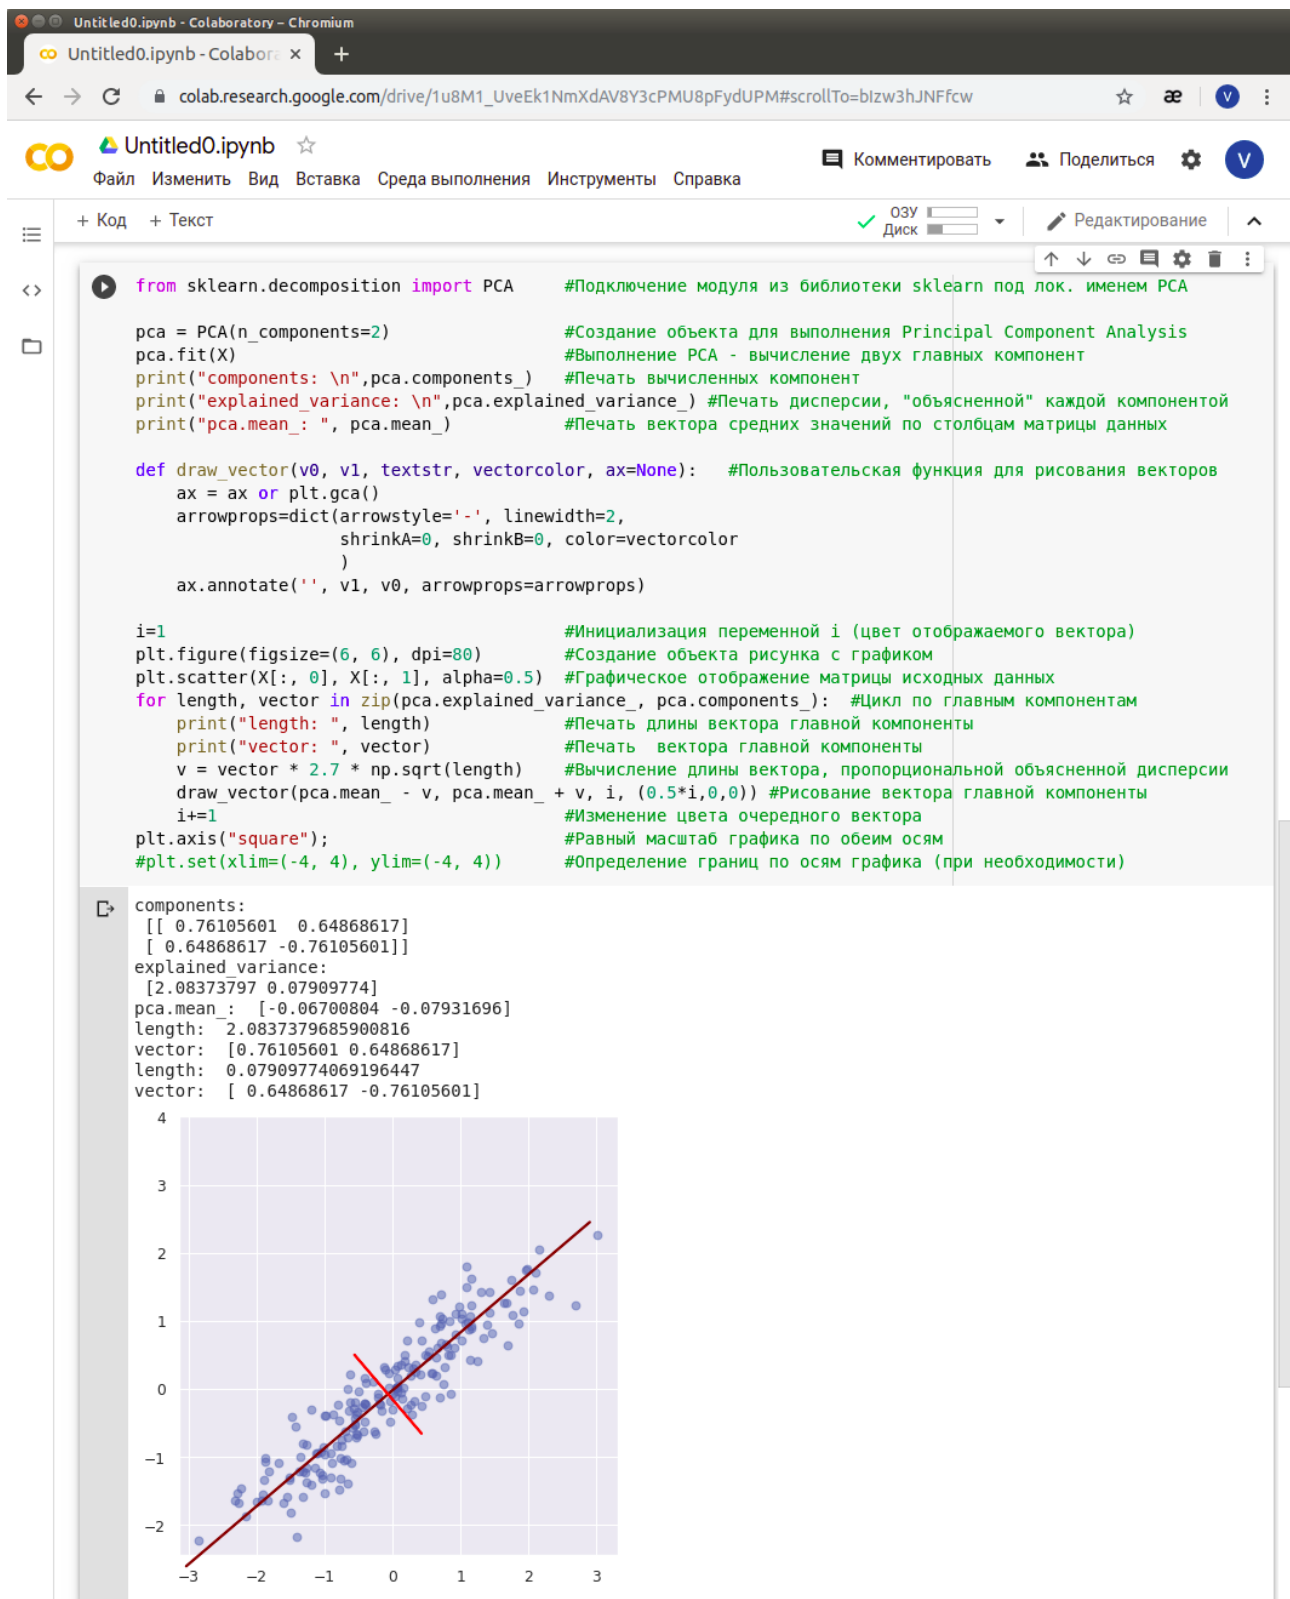 Untitled0.ipynb - Colaboratory – Chromium
Untitled0.ipynb - Colabora
colab.research.google.com/drive/1u8M1_UveEk1NmXdAV8Y3cPMU8pFydUPM#scrollTo=bIzw3hJNFfcw
æ
V
Untitled0.ipynb
Комментировать
Поделиться
V
Файл Изменить Вид Вставка Среда выполнения Инструменты Справка
+ Код + Текст
ОЗУ
Диск
Редактирование
from sklearn.decomposition import PCA #Подключение модуля из библиотеки sklearn под лок. именем PCA
pca = PCA(n_components=2) #Создание объекта для выполнения Principal Component Analysis
pca.fit(X) #Выполнение PCA - вычисление двух главных компонент
print("components: \n",pca.components_) #Печать вычисленных компонент
print("explained_variance: \n",pca.explained_variance_) #Печать дисперсии, "объясненной" каждой компонентой
print("pca.mean_: ", pca.mean_) #Печать вектора средних значений по столбцам матрицы данных
def draw_vector(v0, v1, textstr, vectorcolor, ax=None): #Пользовательская функция для рисования векторов
ax = ax or plt.gca()
arrowprops=dict(arrowstyle='-', linewidth=2,
shrinkA=0, shrinkB=0, color=vectorcolor
)
ax.annotate('', v1, v0, arrowprops=arrowprops)
i=1 #Инициализация переменной i (цвет отображаемого вектора)
plt.figure(figsize=(6, 6), dpi=80) #Создание объекта рисунка с графиком
plt.scatter(X[:, 0], X[:, 1], alpha=0.5) #Графическое отображение матрицы исходных данных
for length, vector in zip(pca.explained_variance_, pca.components_): #Цикл по главным компонентам
print("length: ", length) #Печать длины вектора главной компоненты
print("vector: ", vector) #Печать  вектора главной компоненты
v = vector * 2.7 * np.sqrt(length) #Вычисление длины вектора, пропорциональной объясненной дисперсии
draw_vector(pca.mean_ - v, pca.mean_ + v, i, (0.5*i,0,0)) #Рисование вектора главной компоненты
i+=1 #Изменение цвета очередного вектора
plt.axis("square"); #Равный масштаб графика по обеим осям
#plt.set(xlim=(-4, 4), ylim=(-4, 4)) #Определение границ по осям графика (при необходимости)
components:
[[ 0.76105601 0.64868617]
[ 0.64868617 -0.76105601]]
explained_variance:
[2.08373797 0.07909774]
pca.mean_: [-0.06700804 -0.07931696]
length: 2.0837379685900816
vector: [0.76105601 0.64868617]
length: 0.07909774069196447
vector: [ 0.64868617 -0.76105601]
4
3
2
1
0
−1
−2
−3 −2 −1 0 1 2 3